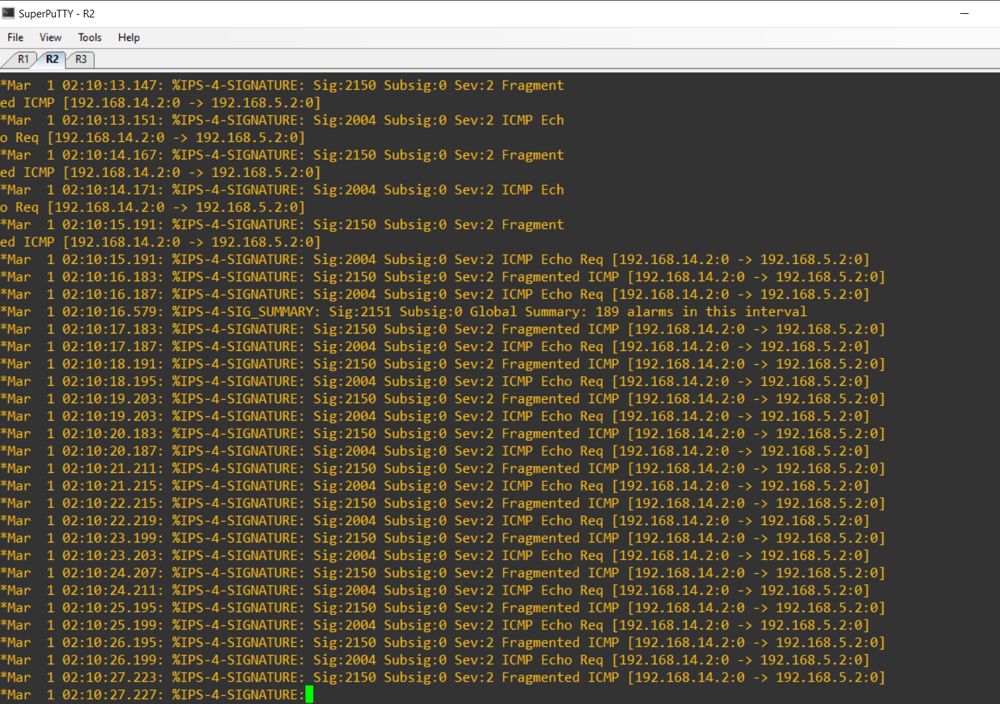 SuperPuTTY - R2
File View Tools Help
R1 R2 R3
*Mar  1 02:10:13.147: %IPS-4-SIGNATURE: Sig:2150 Subsig:0 Sev:2 Fragment
ed ICMP [192.168.14.2:0 -> 192.168.5.2:0]
*Mar  1 02:10:13.151: %IPS-4-SIGNATURE: Sig:2004 Subsig:0 Sev:2 ICMP Ech
o Req [192.168.14.2:0 -> 192.168.5.2:0]
*Mar  1 02:10:14.167: %IPS-4-SIGNATURE: Sig:2150 Subsig:0 Sev:2 Fragment
ed ICMP [192.168.14.2:0 -> 192.168.5.2:0]
*Mar  1 02:10:14.171: %IPS-4-SIGNATURE: Sig:2004 Subsig:0 Sev:2 ICMP Ech
o Req [192.168.14.2:0 -> 192.168.5.2:0]
*Mar  1 02:10:15.191: %IPS-4-SIGNATURE: Sig:2150 Subsig:0 Sev:2 Fragment
ed ICMP [192.168.14.2:0 -> 192.168.5.2:0]
*Mar  1 02:10:15.191: %IPS-4-SIGNATURE: Sig:2004 Subsig:0 Sev:2 ICMP Echo Req [192.168.14.2:0 -> 192.168.5.2:0]
*Mar  1 02:10:16.183: %IPS-4-SIGNATURE: Sig:2150 Subsig:0 Sev:2 Fragmented ICMP [192.168.14.2:0 -> 192.168.5.2:0]
*Mar  1 02:10:16.187: %IPS-4-SIGNATURE: Sig:2004 Subsig:0 Sev:2 ICMP Echo Req [192.168.14.2:0 -> 192.168.5.2:0]
*Mar  1 02:10:16.579: %IPS-4-SIG_SUMMARY: Sig:2151 Subsig:0 Global Summary: 189 alarms in this interval
*Mar  1 02:10:17.183: %IPS-4-SIGNATURE: Sig:2150 Subsig:0 Sev:2 Fragmented ICMP [192.168.14.2:0 -> 192.168.5.2:0]
*Mar  1 02:10:17.187: %IPS-4-SIGNATURE: Sig:2004 Subsig:0 Sev:2 ICMP Echo Req [192.168.14.2:0 -> 192.168.5.2:0]
*Mar  1 02:10:18.191: %IPS-4-SIGNATURE: Sig:2150 Subsig:0 Sev:2 Fragmented ICMP [192.168.14.2:0 -> 192.168.5.2:0]
*Mar  1 02:10:18.195: %IPS-4-SIGNATURE: Sig:2004 Subsig:0 Sev:2 ICMP Echo Req [192.168.14.2:0 -> 192.168.5.2:0]
*Mar  1 02:10:19.203: %IPS-4-SIGNATURE: Sig:2150 Subsig:0 Sev:2 Fragmented ICMP [192.168.14.2:0 -> 192.168.5.2:0]
*Mar  1 02:10:19.203: %IPS-4-SIGNATURE: Sig:2004 Subsig:0 Sev:2 ICMP Echo Req [192.168.14.2:0 -> 192.168.5.2:0]
*Mar  1 02:10:20.183: %IPS-4-SIGNATURE: Sig:2150 Subsig:0 Sev:2 Fragmented ICMP [192.168.14.2:0 -> 192.168.5.2:0]
*Mar  1 02:10:20.187: %IPS-4-SIGNATURE: Sig:2004 Subsig:0 Sev:2 ICMP Echo Req [192.168.14.2:0 -> 192.168.5.2:0]
*Mar  1 02:10:21.211: %IPS-4-SIGNATURE: Sig:2150 Subsig:0 Sev:2 Fragmented ICMP [192.168.14.2:0 -> 192.168.5.2:0]
*Mar  1 02:10:21.215: %IPS-4-SIGNATURE: Sig:2004 Subsig:0 Sev:2 ICMP Echo Req [192.168.14.2:0 -> 192.168.5.2:0]
*Mar  1 02:10:22.215: %IPS-4-SIGNATURE: Sig:2150 Subsig:0 Sev:2 Fragmented ICMP [192.168.14.2:0 -> 192.168.5.2:0]
*Mar  1 02:10:22.219: %IPS-4-SIGNATURE: Sig:2004 Subsig:0 Sev:2 ICMP Echo Req [192.168.14.2:0 -> 192.168.5.2:0]
*Mar  1 02:10:23.199: %IPS-4-SIGNATURE: Sig:2150 Subsig:0 Sev:2 Fragmented ICMP [192.168.14.2:0 -> 192.168.5.2:0]
*Mar  1 02:10:23.203: %IPS-4-SIGNATURE: Sig:2004 Subsig:0 Sev:2 ICMP Echo Req [192.168.14.2:0 -> 192.168.5.2:0]
*Mar  1 02:10:24.207: %IPS-4-SIGNATURE: Sig:2150 Subsig:0 Sev:2 Fragmented ICMP [192.168.14.2:0 -> 192.168.5.2:0]
*Mar  1 02:10:24.211: %IPS-4-SIGNATURE: Sig:2004 Subsig:0 Sev:2 ICMP Echo Req [192.168.14.2:0 -> 192.168.5.2:0]
*Mar  1 02:10:25.195: %IPS-4-SIGNATURE: Sig:2150 Subsig:0 Sev:2 Fragmented ICMP [192.168.14.2:0 -> 192.168.5.2:0]
*Mar  1 02:10:25.199: %IPS-4-SIGNATURE: Sig:2004 Subsig:0 Sev:2 ICMP Echo Req [192.168.14.2:0 -> 192.168.5.2:0]
*Mar  1 02:10:26.195: %IPS-4-SIGNATURE: Sig:2150 Subsig:0 Sev:2 Fragmented ICMP [192.168.14.2:0 -> 192.168.5.2:0]
*Mar  1 02:10:26.199: %IPS-4-SIGNATURE: Sig:2004 Subsig:0 Sev:2 ICMP Echo Req [192.168.14.2:0 -> 192.168.5.2:0]
*Mar  1 02:10:27.223: %IPS-4-SIGNATURE: Sig:2150 Subsig:0 Sev:2 Fragmented ICMP [192.168.14.2:0 -> 192.168.5.2:0]
*Mar  1 02:10:27.227: %IPS-4-SIGNATURE: